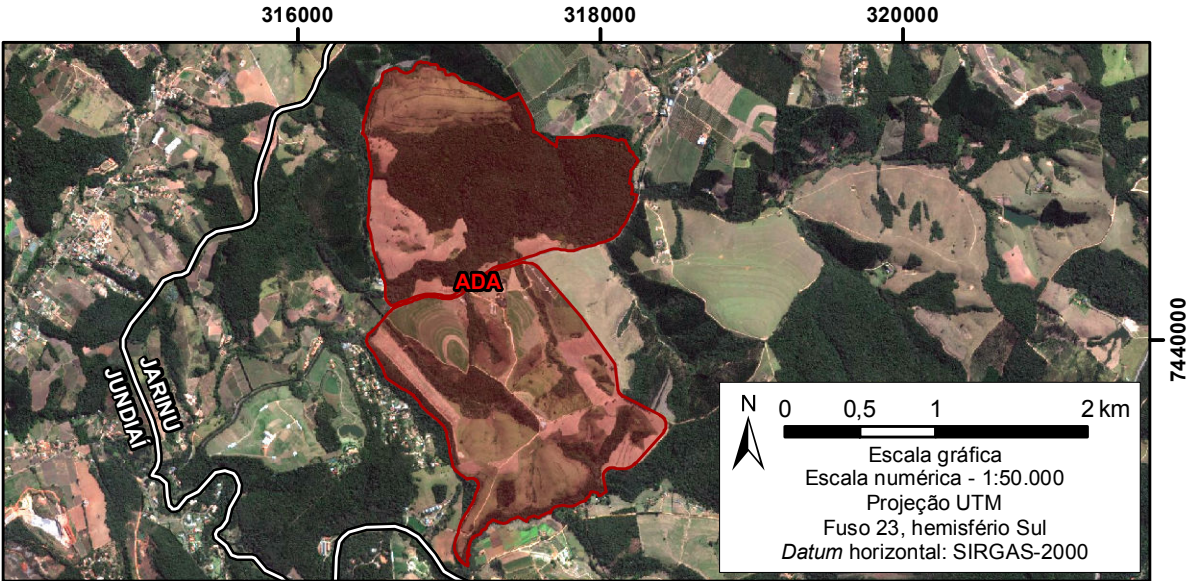 316000 318000 320000
ADA
7440000
JARINU
JUNDIAÍ
N
0 0,5 1 2 km
Escala gráfica
Escala numérica - 1:50.000
Projeção UTM
Fuso 23, hemisfério Sul
Datum horizontal: SIRGAS-2000